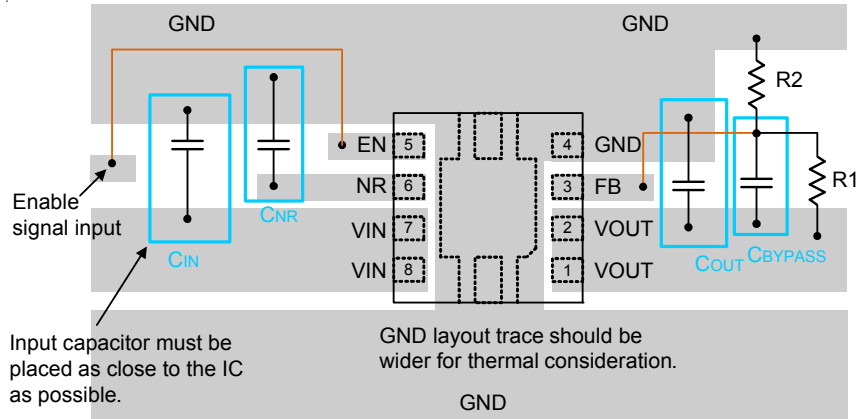 GND
GND
R2
EN 5
4 GND
R1
NR 6
3 FB
Enable
signal input
CNR
VIN 7
2 VOUT
CIN
COUT
CBYPASS
VIN 8
1 VOUT
Input capacitor must be
placed as close to the IC
as possible.
GND layout trace should be
wider for thermal consideration.
GND